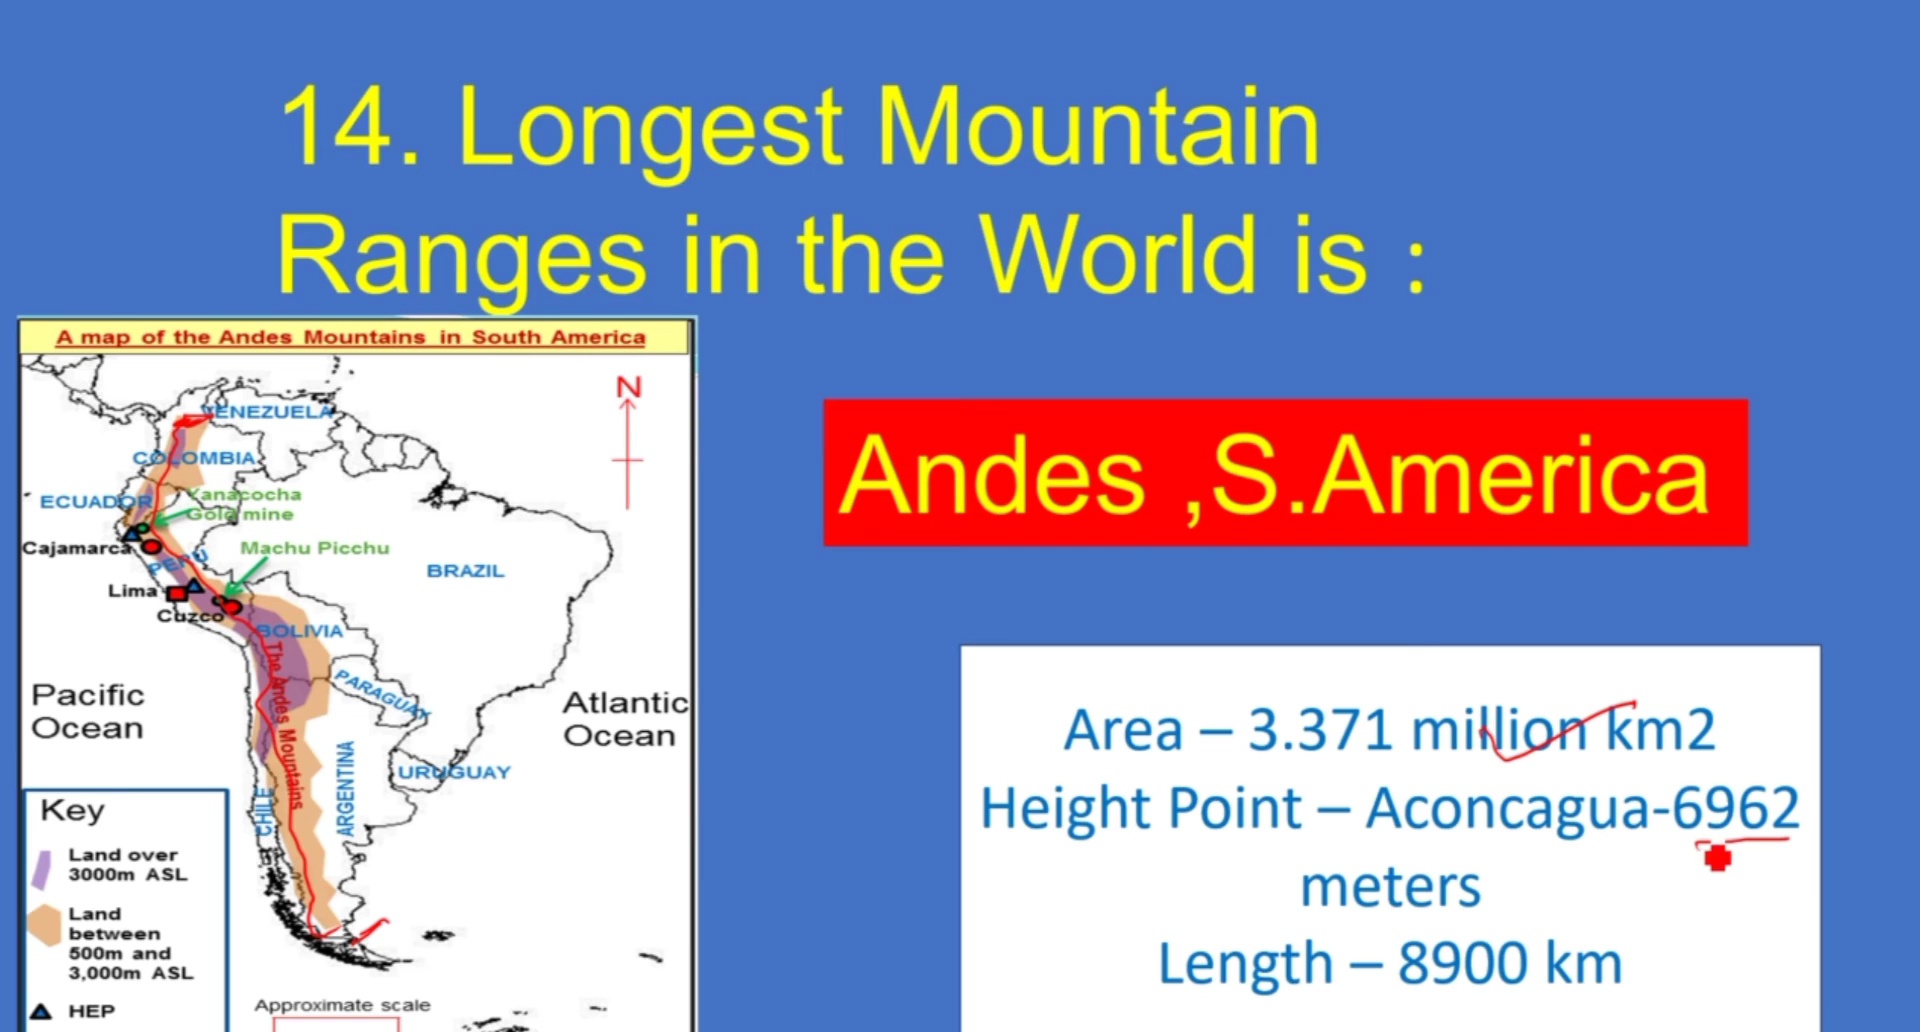 14. Longest Mountain
Ranges in the World is :
A map of the Andes Mountains in South America
N
VENEZUELA
COLOMBIA
ECUADOR
Yanacocha
Gold mine
Cajamarca
PERU
Machu Picchu
BRAZIL
Lima
Cuzco
BOLIVIA
The Andes Mountains
PARAGUAY
Pacific
Ocean
Atlantic
Ocean
CHILE
ARGENTINA
URUGUAY
Key
Land over
3000m ASL
Land
between
500m and
3,000m ASL
HEP
Approximate scale
Andes ,S.America
Area – 3.371 million km2
Height Point – Aconcagua-6962
meters
Length – 8900 km